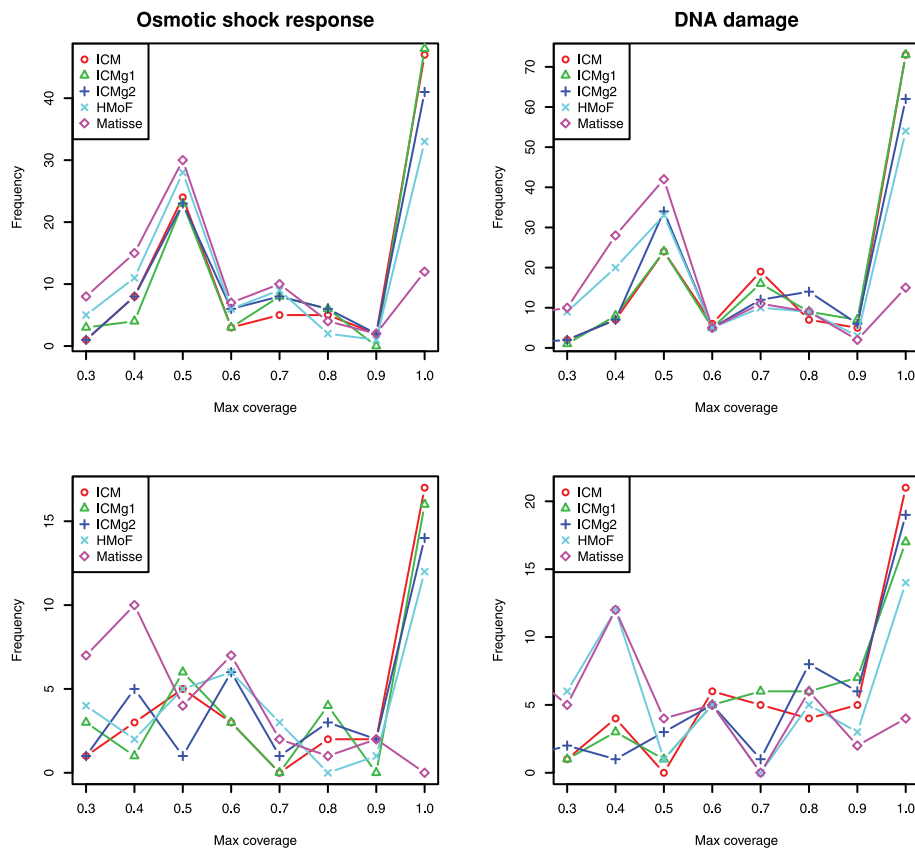 Osmotic shock response
DNA damage
ICM
ICMg1
ICMg2
HMoF
Matisse
Frequency
0 10 20 30 40
0.3 0.4 0.5 0.6 0.7 0.8 0.9 1.0
Max coverage
ICM
ICMg1
ICMg2
HMoF
Matisse
Frequency
0 10 20 30 40 50 60 70
0.3 0.4 0.5 0.6 0.7 0.8 0.9 1.0
Max coverage
ICM
ICMg1
ICMg2
HMoF
Matisse
Frequency
0 5 10 15
0.3 0.4 0.5 0.6 0.7 0.8 0.9 1.0
Max coverage
ICM
ICMg1
ICMg2
HMoF
Matisse
Frequency
0 5 10 15 20
0.3 0.4 0.5 0.6 0.7 0.8 0.9 1.0
Max coverage